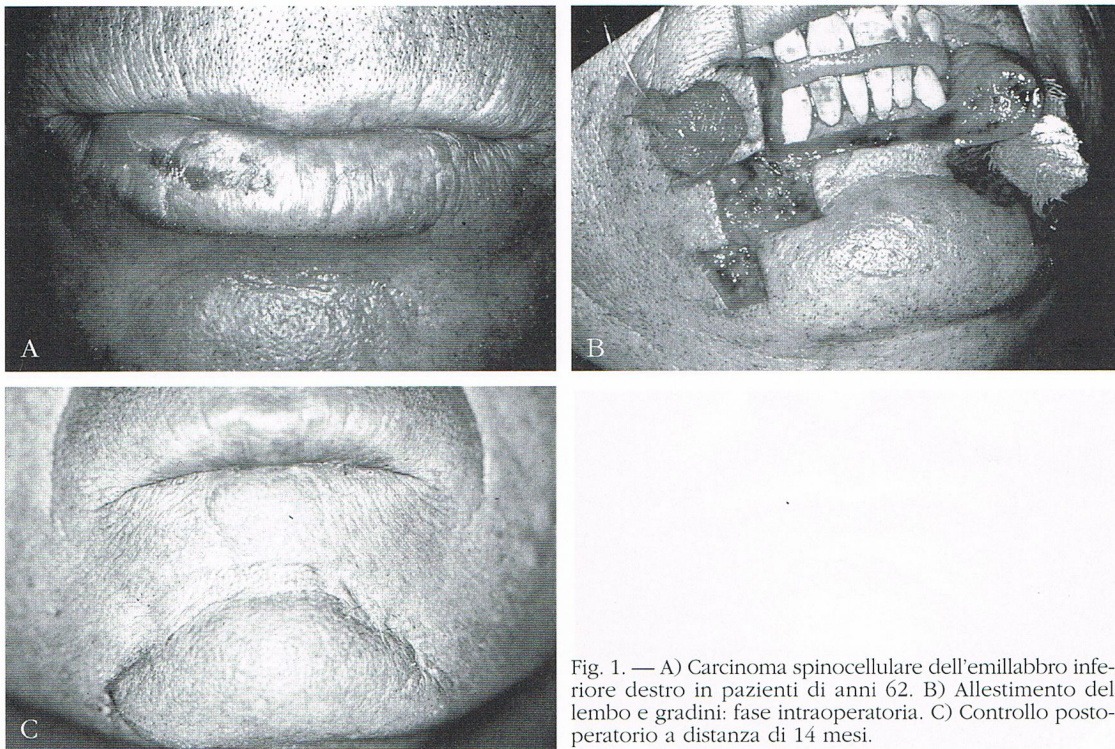 A
B
C
Fig. 1. — A) Carcinoma spinocellulare dell'emillabbro infe-
riore destro in pazienti di anni 62. B) Allestimento del
lembo e gradini: fase intraoperatoria. C) Controllo posto-
peratorio a distanza di 14 mesi.